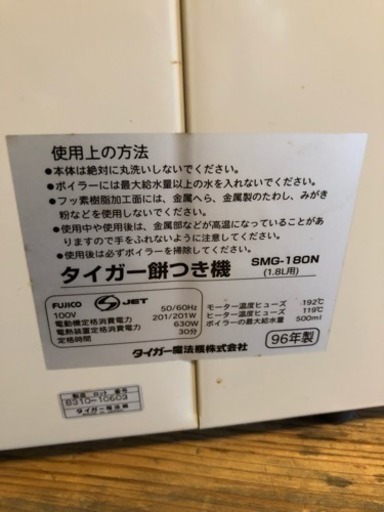 使用上の方法
●本体は絶対に丸洗いしないでください。
●ボイラーには最大給水量以上の水を入れないでください。
●フッ素樹脂加工面には、金属へら、金属製のたわし、みがき
粉などを使用しないでください。
●使用中や使用後は、金属部などが高温になっていることがあ
りますので手をふれないように注意してください。
●使用後は必ずボイラーを掃除してください。
タイガー餅つき機 SMG-180N
(1.8L用)
FUJICO JET
100V 50/60Hz
電動機定格消費電力 201/201W
電熱装置定格消費電力 630W
定格時間 30分
モーター温度ヒューズ 192℃
ヒーター温度ヒューズ 119℃
ボイラーの最大給水量 500ml
タイガー魔法瓶株式会社
96年製
製造 ロット 番号
8310-10603
タイガー魔法瓶